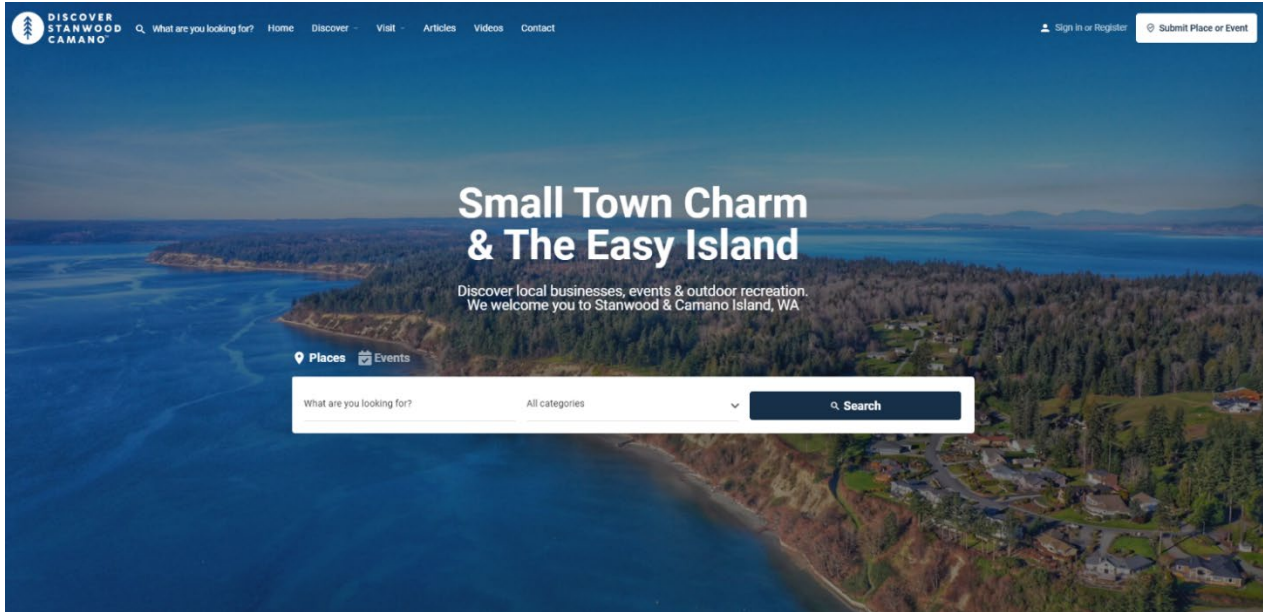 DISCOVER
STANWOOD
CAMANO
What are you looking for? Home Discover Visit Articles Videos Contact
Sign in or Register
Submit Place or Event
Small Town Charm
& The Easy Island
Discover local businesses, events & outdoor recreation.
We welcome you to Stanwood & Camano Island, WA
Places Events
What are you looking for? All categories Search